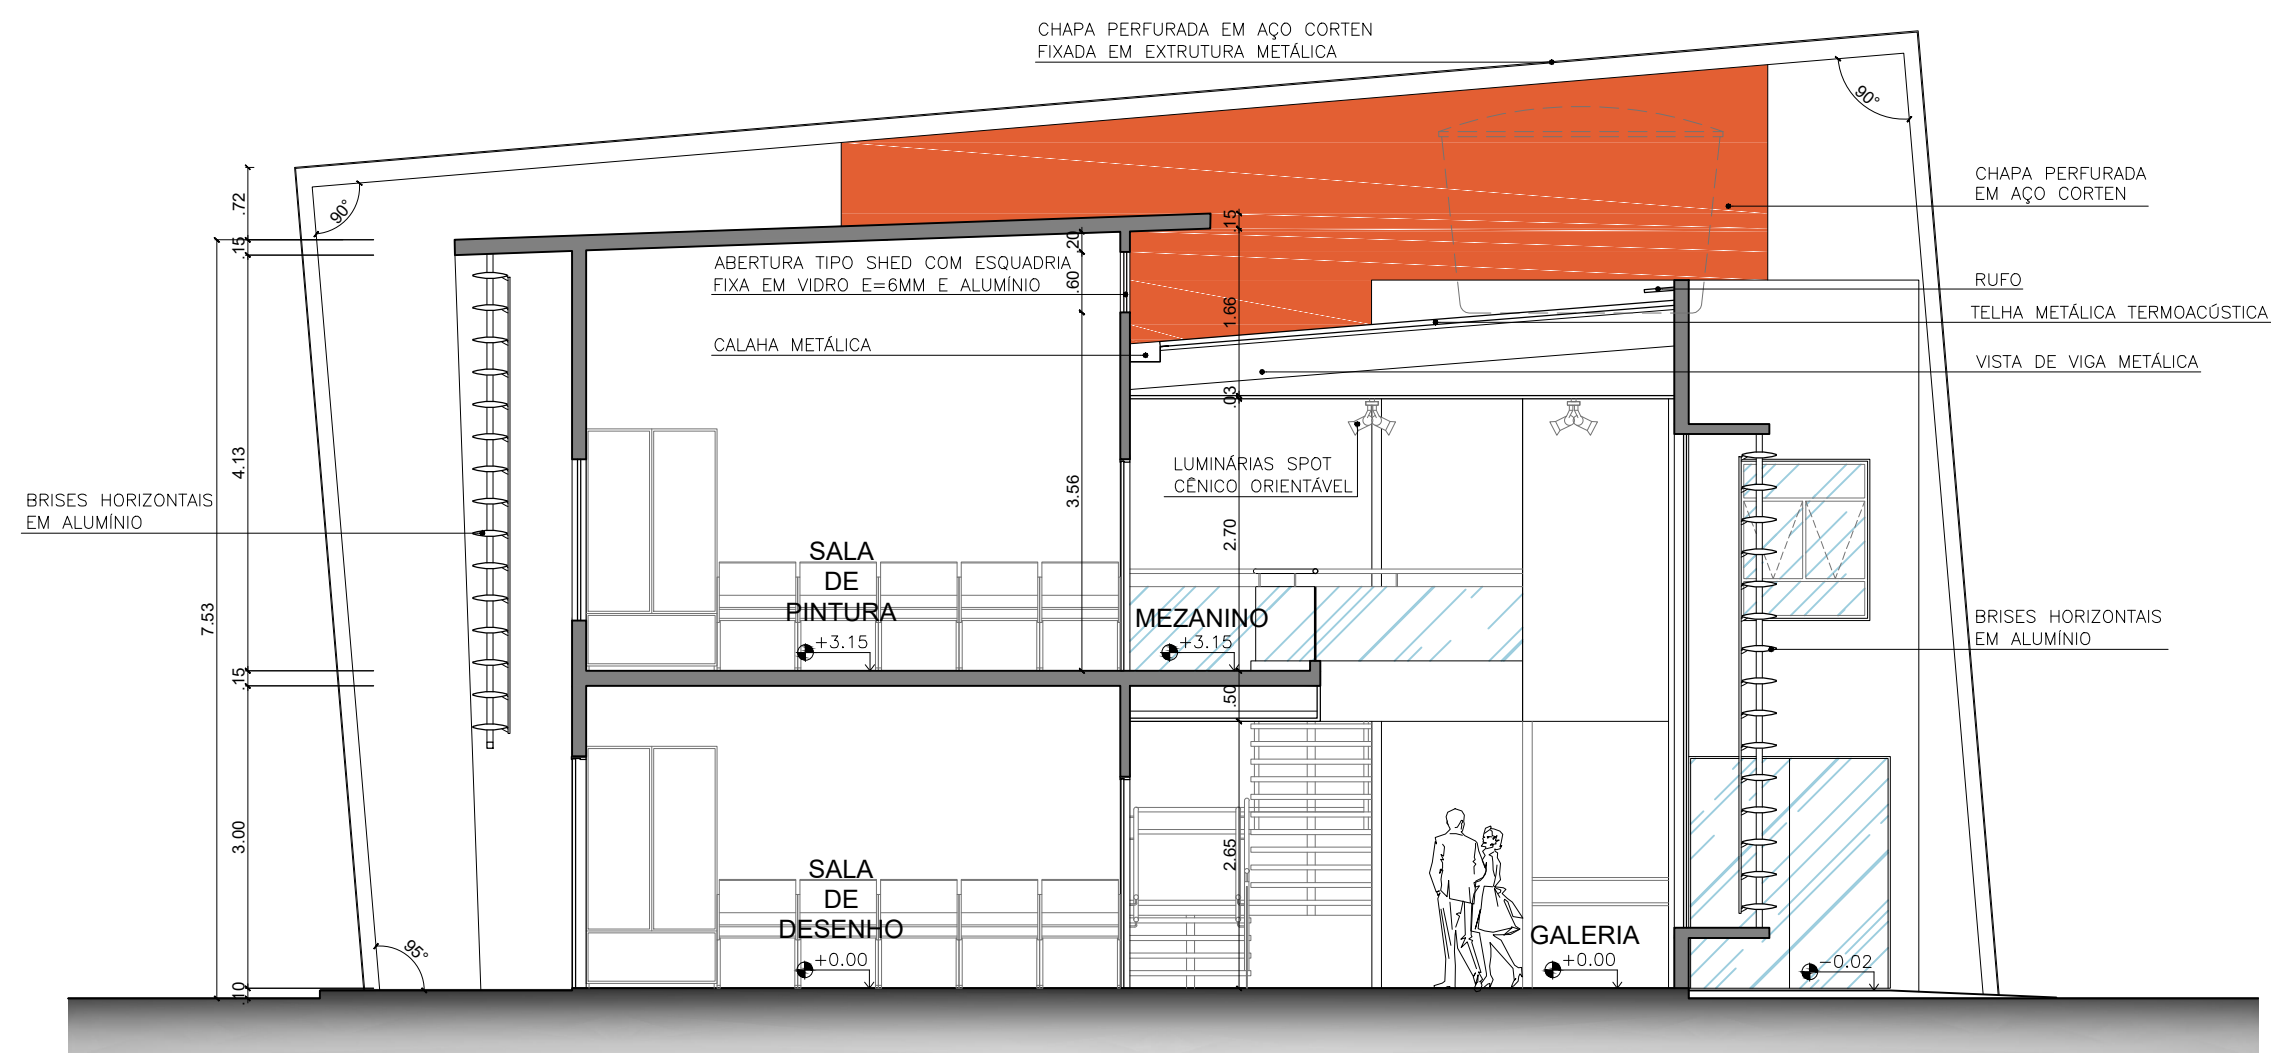 CHAPA PERFURADA EM AÇO CORTEN
FIXADA EM EXTRUTURA METÁLICA
90°
90°
CHAPA PERFURADA
EM AÇO CORTEN
.72
.15
.15
.20
ABERTURA TIPO SHED COM ESQUADRIA
FIXA EM VIDRO E=6MM E ALUMÍNIO
.60
1.66
RUFO
TELHA METÁLICA TERMOACÚSTICA
CALAHA METÁLICA
VISTA DE VIGA METÁLICA
.03
4.13
3.56
LUMINÁRIAS SPOT
CÊNICO ORIENTÁVEL
BRISES HORIZONTAIS
EM ALUMÍNIO
2.70
SALA
DE
PINTURA
+3.15
MEZANINO
+3.15
7.53
BRISES HORIZONTAIS
EM ALUMÍNIO
.15
.50
3.00
2.65
SALA
DE
DESENHO
+0.00
GALERIA
+0.00
-0.02
95°
.10